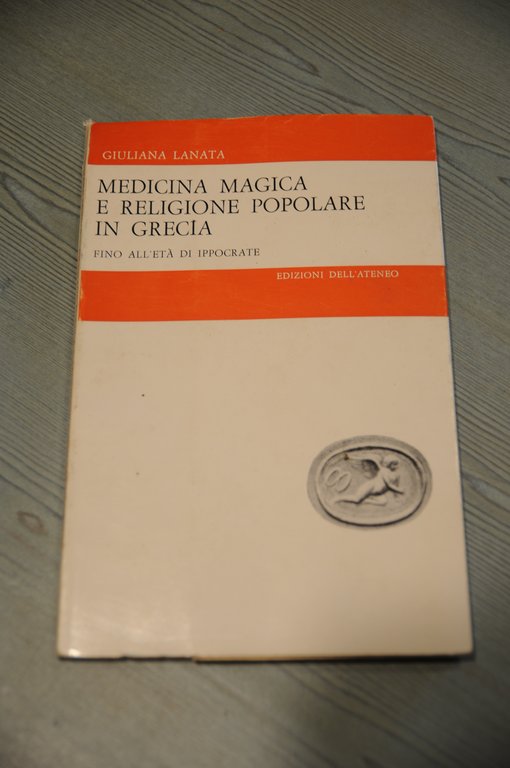 GIULIANA LANATA
MEDICINA MAGICA
E RELIGIONE POPOLARE
IN GRECIA
FINO ALL'ETÀ DI IPPOCRATE
EDIZIONI DELL'ATENEO